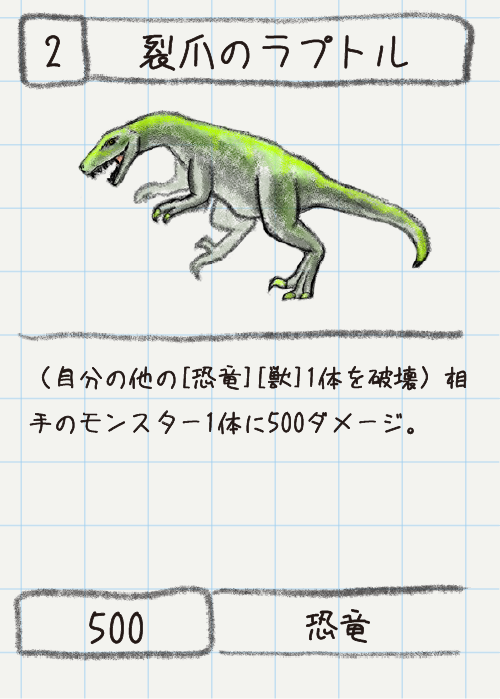 2
裂爪のラプトル
（自分の他の[恐竜][獣]1体を破壊）相
手のモンスター1体に500ダメージ。
500
恐竜